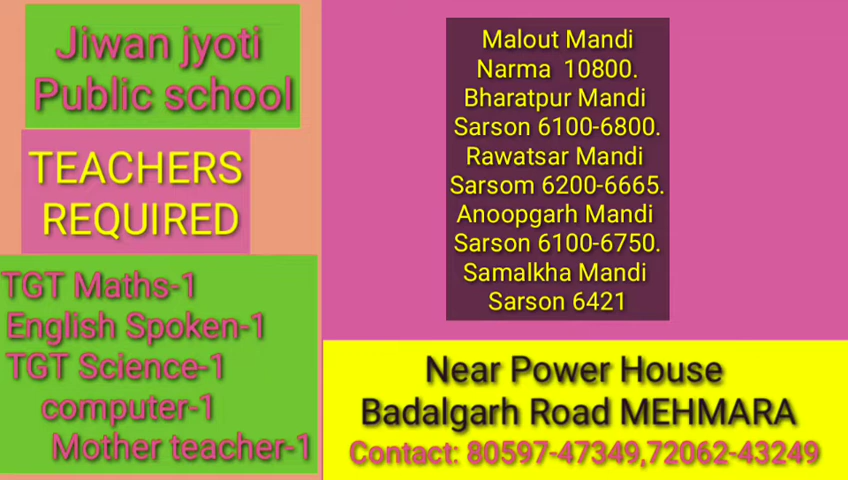 Jiwan jyoti
Public school
TEACHERS
REQUIRED
TGT Maths-1
English Spoken-1
TGT Science-1
computer-1
Mother teacher-1
Malout Mandi
Narma 10800.
Bharatpur Mandi
Sarson 6100-6800.
Rawatsar Mandi
Sarsom 6200-6665.
Anoopgarh Mandi
Sarson 6100-6750.
Samalkha Mandi
Sarson 6421
Near Power House
Badalgarh Road MEHMARA
Contact: 80597-47349,72062-43249